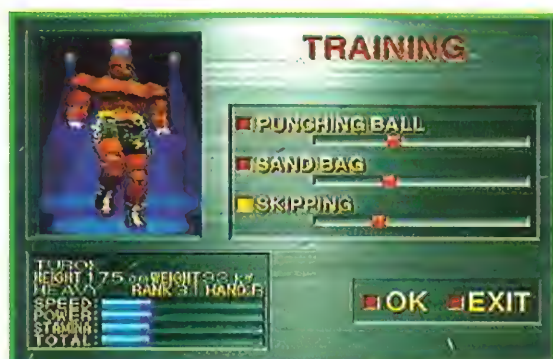 TRAINING
PUNCHING BALL
SAND BAG
SKIPPING
HEIGHT 175 cm WEIGHT 93
HEAVY RANK 31 HAND:R
SPEED:
POWER:
STAMINA:
TOTAL:
OK EXIT